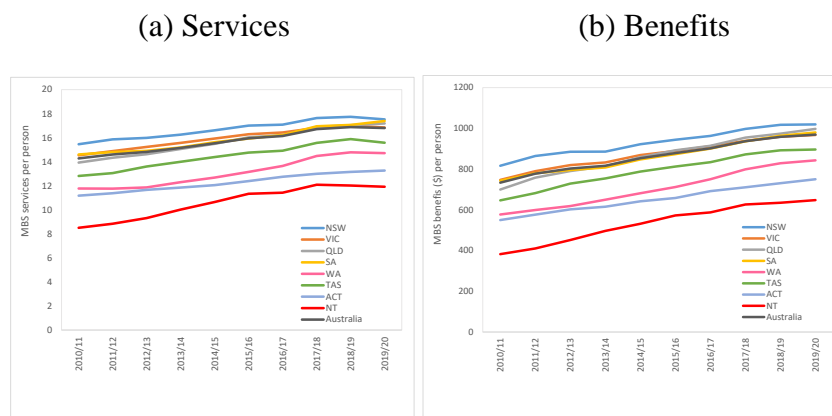 (a) Services
(b) Benefits
MBS services per person
20
18
16
14
12
10
8
6
4
2
0
NSW
VIC
QLD
SA
WA
TAS
ACT
NT
Australia
2010/11
2011/12
2012/13
2013/14
2014/15
2015/16
2016/17
2017/18
2018/19
2019/20
MBS benefis ($) per person
1200
1000
800
600
400
200
0
NSW
VIC
QLD
SA
WA
TAS
ACT
NT
Australia
2010/11
2011/12
2012/13
2013/14
2014/15
2015/16
2016/17
2017/18
2018/19
2019/20